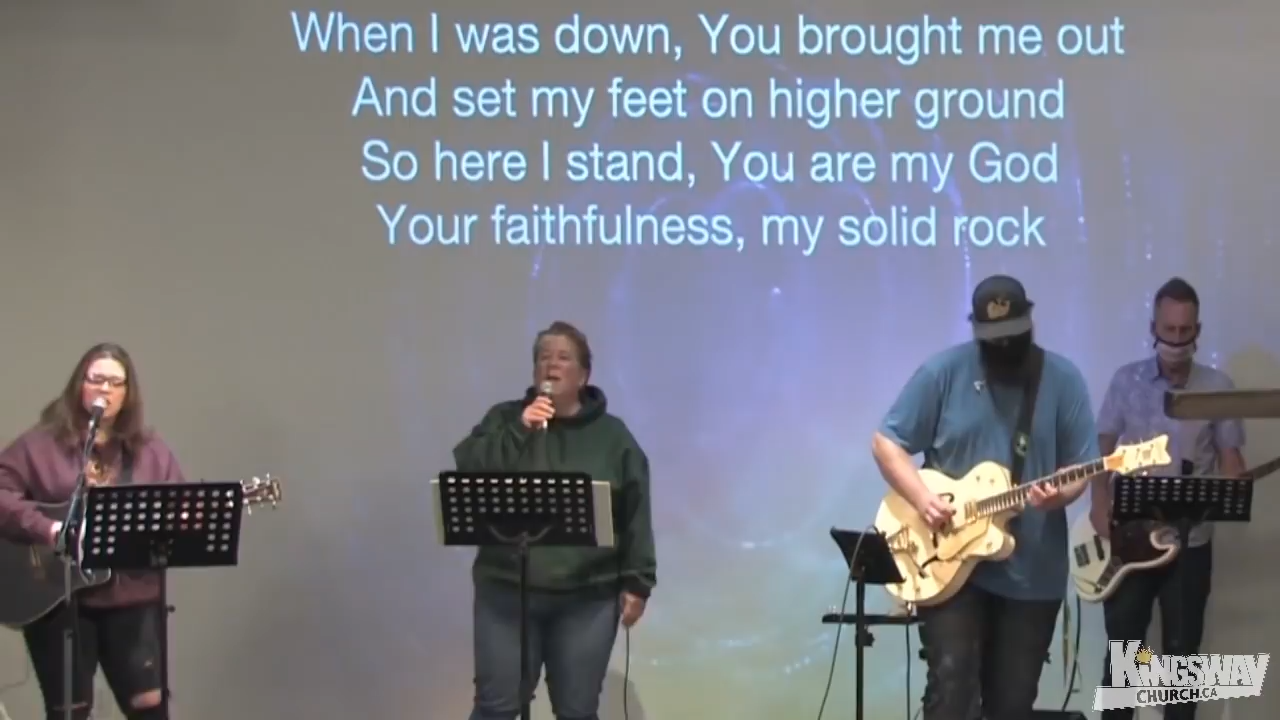 When I was down, You brought me out
And set my feet on higher ground
So here I stand, You are my God
Your faithfulness, my solid rock
KINGSWAY
CHURCH.CA